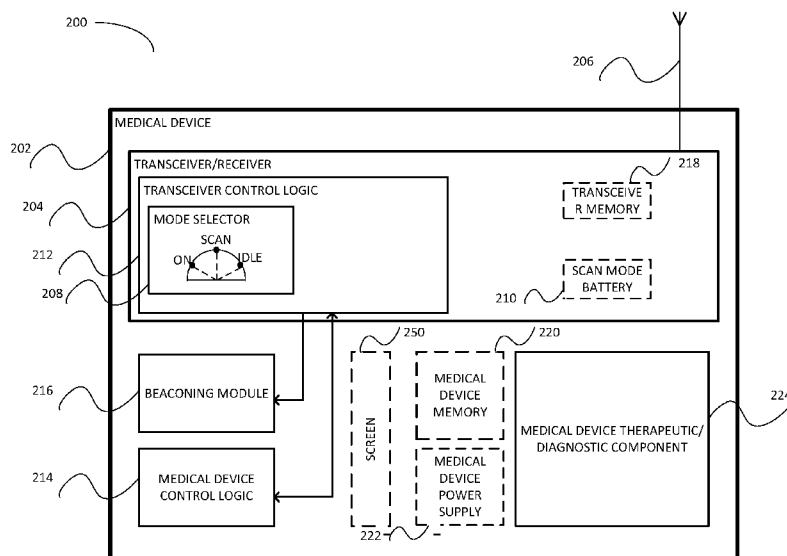 200
206
MEDICAL DEVICE
202
TRANSCEIVER/RECEIVER
218
TRANSCEIVER CONTROL LOGIC
204
TRANSCEIVE
R MEMORY
MODE SELECTOR
SCAN
212
ON
IDLE
208
210
SCAN MODE
BATTERY
250
220
216
BEACONING MODULE
SCREEN
MEDICAL
DEVICE
MEMORY
224
MEDICAL DEVICE THERAPEUTIC/
DIAGNOSTIC COMPONENT
214
MEDICAL DEVICE
CONTROL LOGIC
MEDICAL
DEVICE
POWER
SUPPLY
222